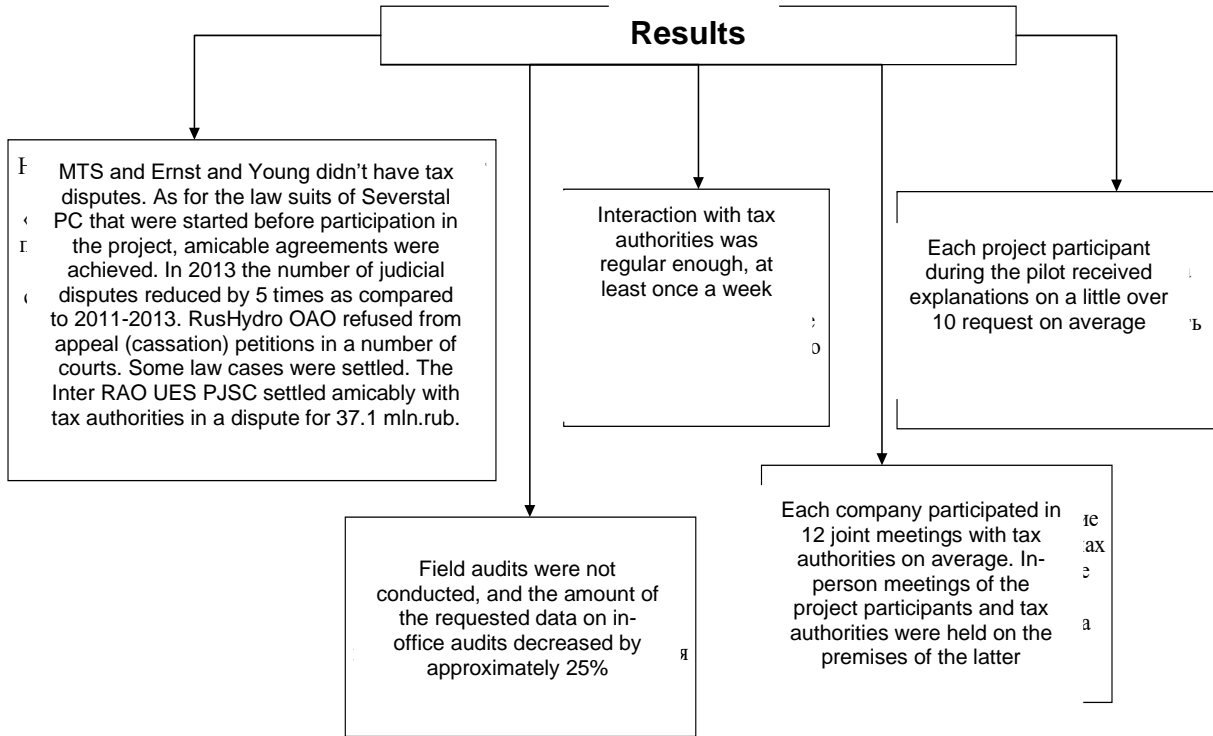 Results
MTS and Ernst and Young didn't have tax
disputes. As for the law suits of Severstal
PC that were started before participation in
the project, amicable agreements were
achieved. In 2013 the number of judicial
disputes reduced by 5 times as compared
to 2011-2013. RusHydro OAO refused from
appeal (cassation) petitions in a number of
courts. Some law cases were settled. The
Inter RAO UES PJSC settled amicably with
tax authorities in a dispute for 37.1 mln.rub.
Interaction with tax
authorities was
regular enough, at
least once a week
Each project participant
during the pilot received
explanations on a little over
10 request on average
Field audits were not
conducted, and the amount of
the requested data on in-
office audits decreased by
approximately 25%
Each company participated in
12 joint meetings with tax
authorities on average. In-
person meetings of the
project participants and tax
authorities were held on the
premises of the latter